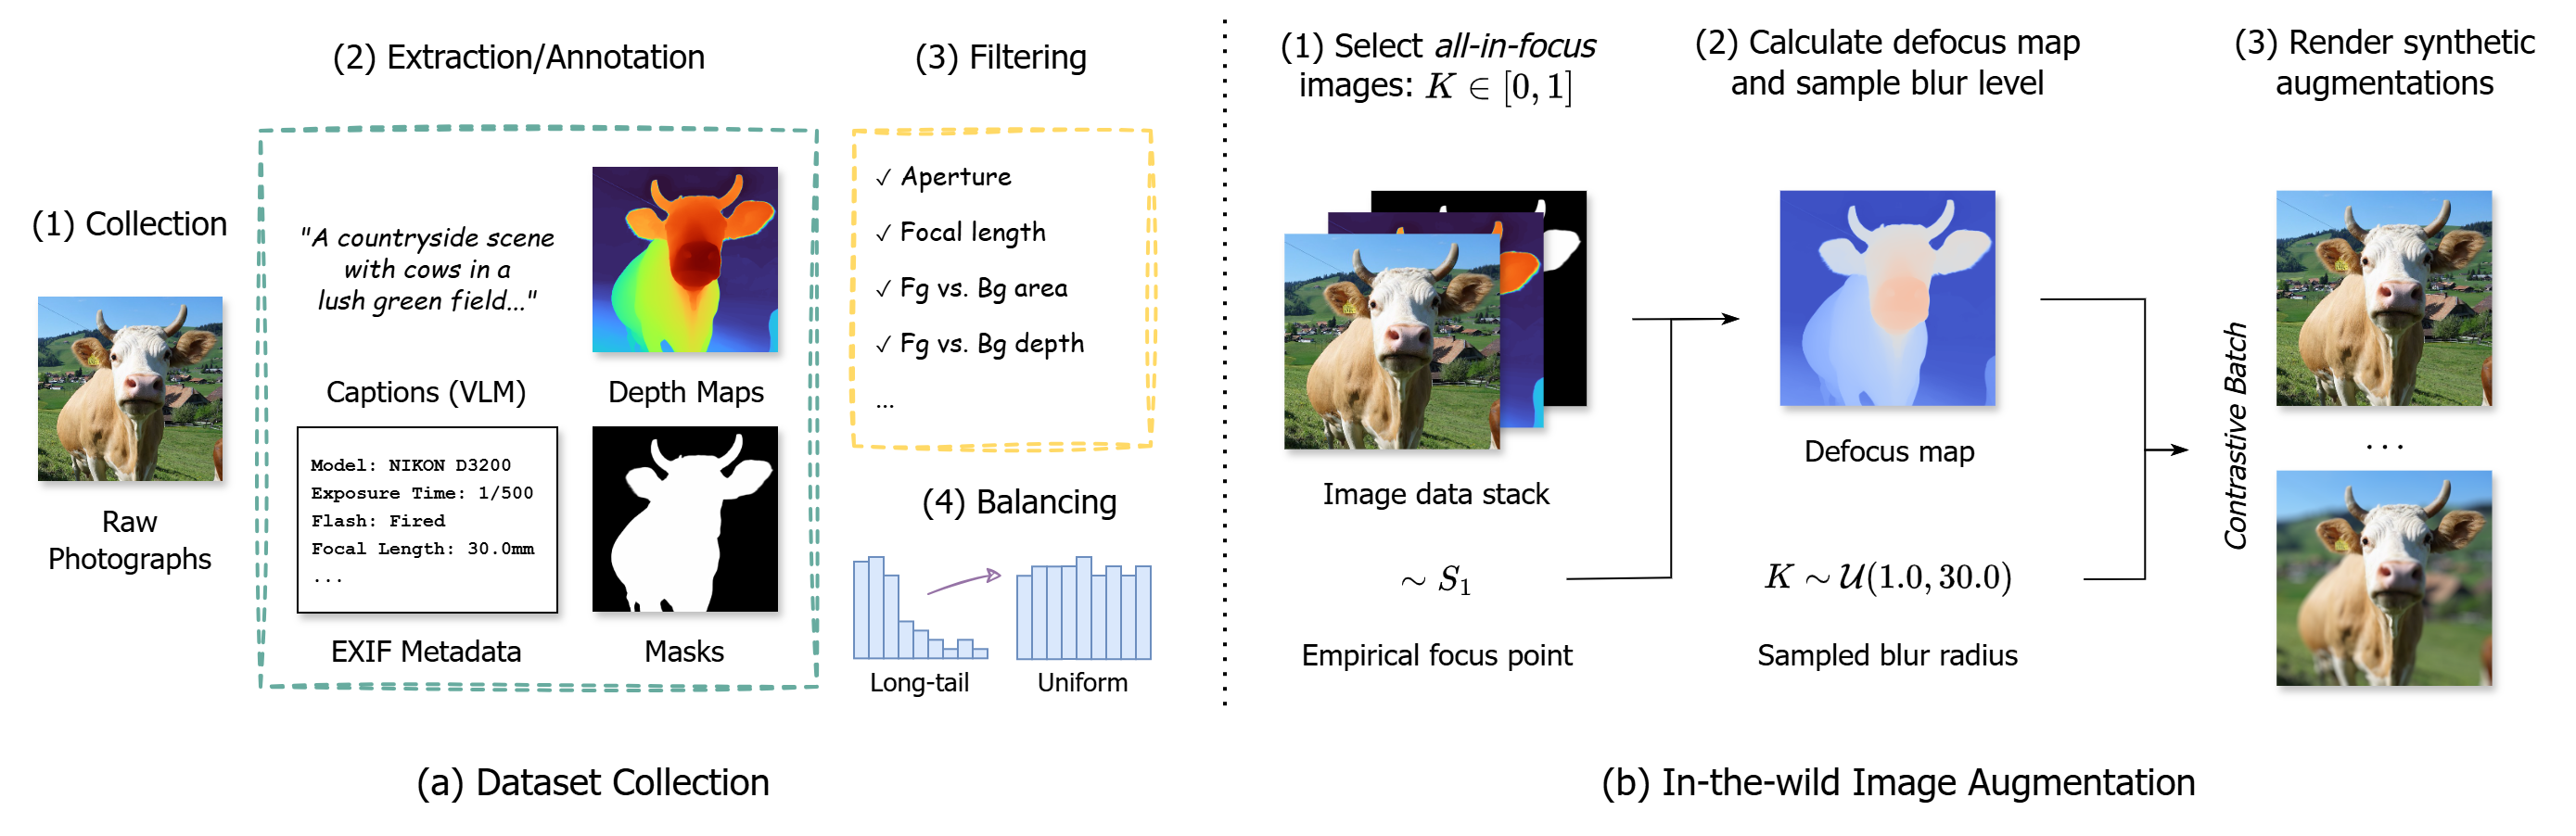 (1) Collection
Raw
Photographs
(2) Extraction/Annotation
"A countryside scene
with cows in a
lush green field..."
Captions (VLM)
Depth Maps
Model: NIKON D3200
Exposure Time: 1/500
Flash: Fired
Focal Length: 30.0mm
...
EXIF Metadata
Masks
(3) Filtering
✓ Aperture
✓ Focal length
✓ Fg vs. Bg area
✓ Fg vs. Bg depth
...
(4) Balancing
Long-tail
Uniform
(a) Dataset Collection
(1) Select all-in-focus
images: K ∈ [0, 1]
Image data stack
∼ S₁
Empirical focus point
(2) Calculate defocus map
and sample blur level
Defocus map
K ∼ 𝒰(1.0, 30.0)
Sampled blur radius
(3) Render synthetic
augmentations
Contrastive Batch
...
(b) In-the-wild Image Augmentation